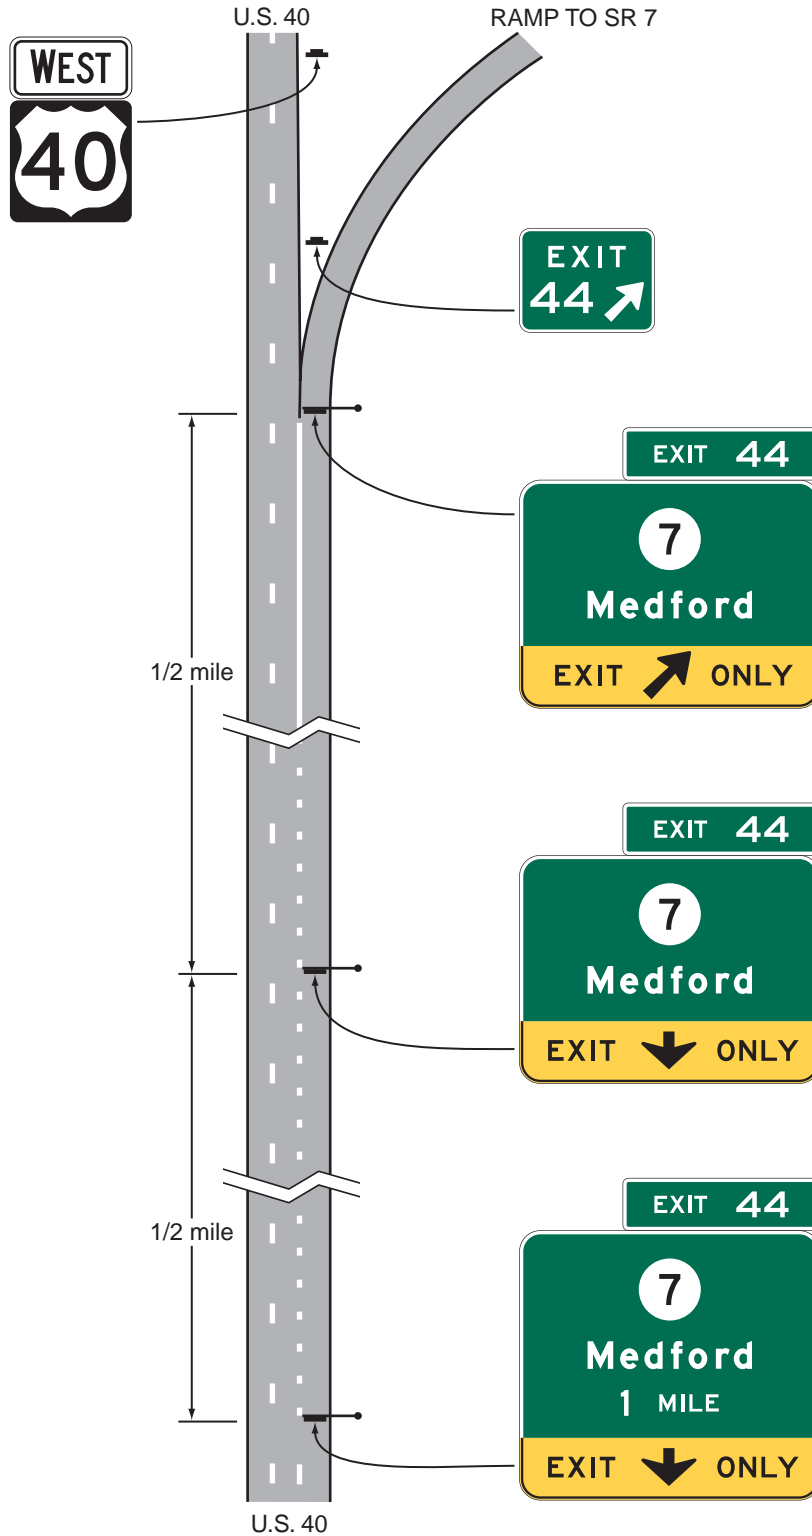 U.S. 40
RAMP TO SR 7
WEST
40
EXIT
44
EXIT 44
7
Medford
EXIT ONLY
1/2 mile
EXIT 44
7
Medford
EXIT ONLY
EXIT 44
1/2 mile
7
Medford
1 MILE
EXIT ONLY
U.S. 40